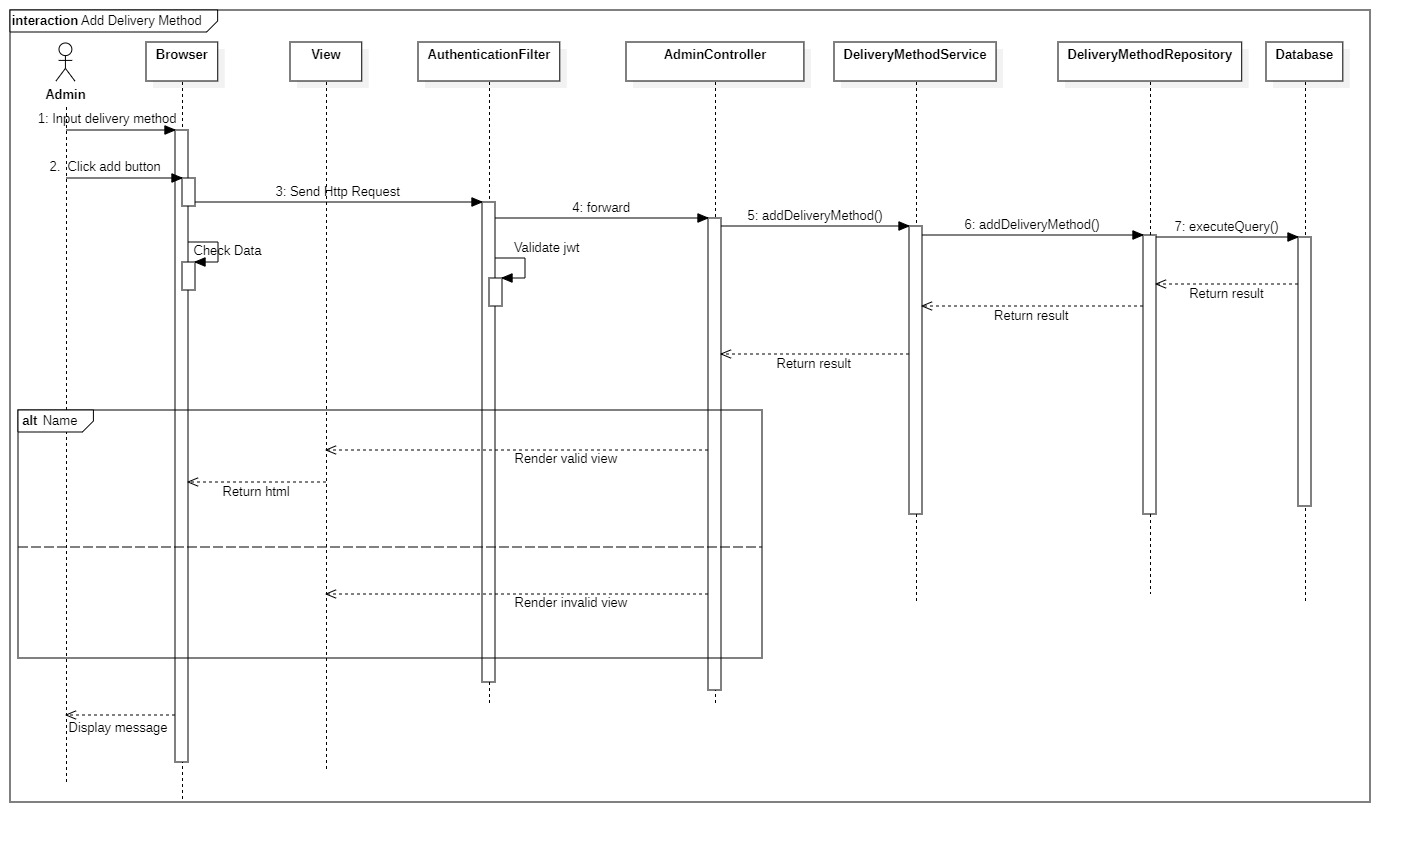 interaction Add Delivery Method
Admin
Browser
View
AuthenticationFilter
AdminController
DeliveryMethodService
DeliveryMethodRepository
Database
1: Input delivery method
2. Click add button
3: Send Http Request
4: forward
5: addDeliveryMethod()
6: addDeliveryMethod()
7: executeQuery()
Check Data
Validate jwt
Return result
Return result
Return result
alt Name
Render valid view
Return html
Render invalid view
Display message